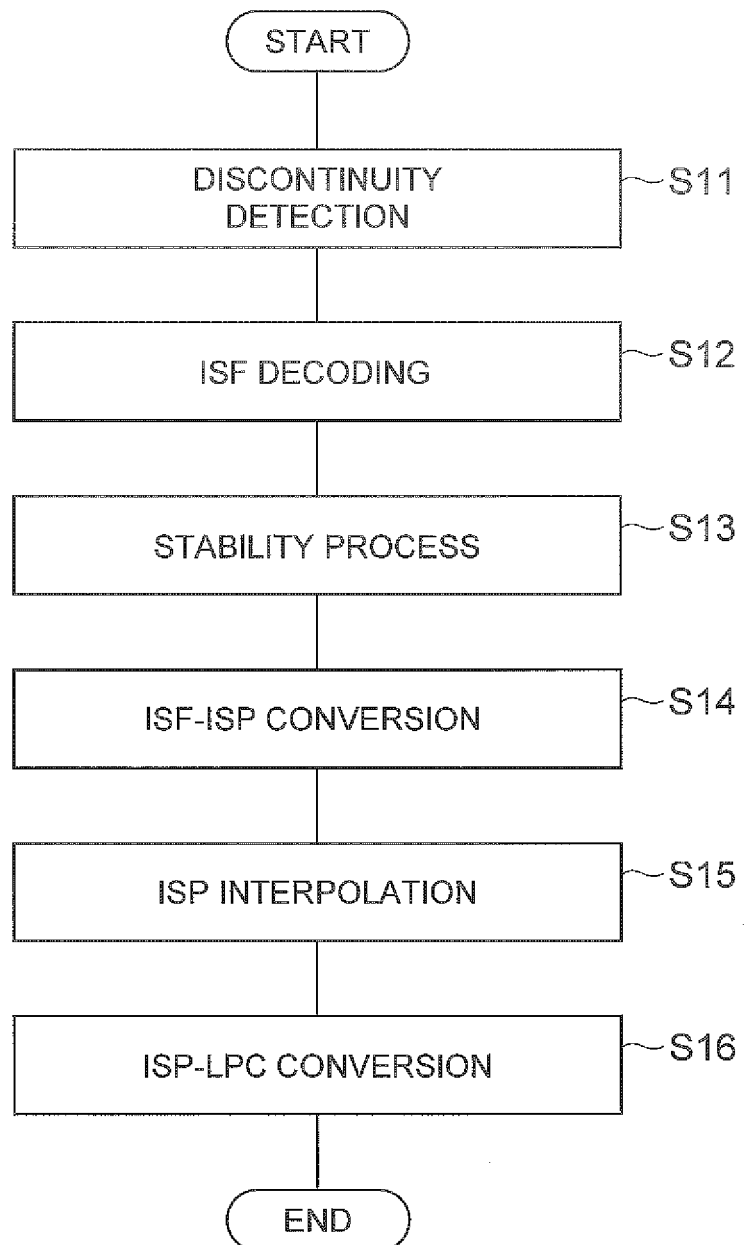 START
DISCONTINUITY
DETECTION
S11
ISF DECODING
S12
STABILITY PROCESS
S13
ISF-ISP CONVERSION
S14
ISP INTERPOLATION
S15
ISP-LPC CONVERSION
S16
END